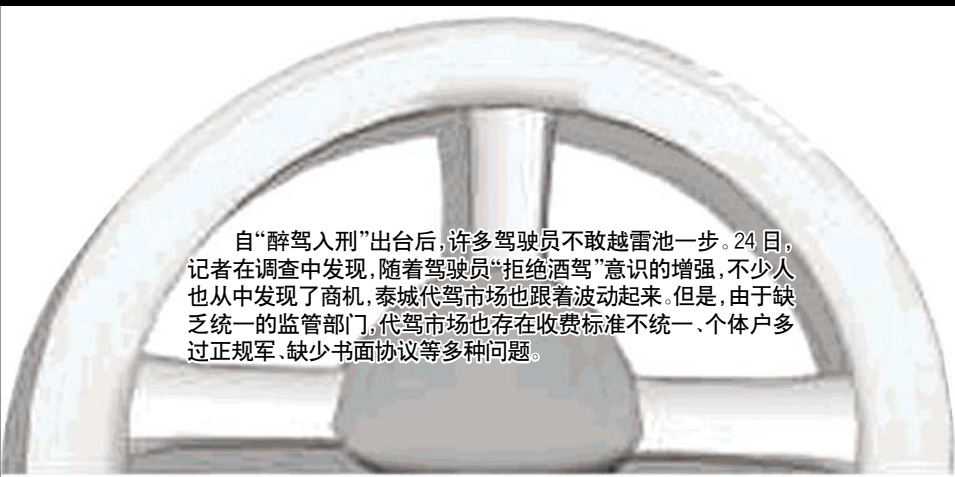 自“醉驾入刑”出台后，许多驾驶员不敢越雷池一步。24日，
记者在调查中发现，随着驾驶员“拒绝酒驾”意识的增强，不少人
也从中发现了商机，泰城代驾市场也跟着波动起来。但是，由于缺
乏统一的监管部门，代驾市场也存在收费标准不统一、个体户多
过正规军、缺少书面协议等多种问题。